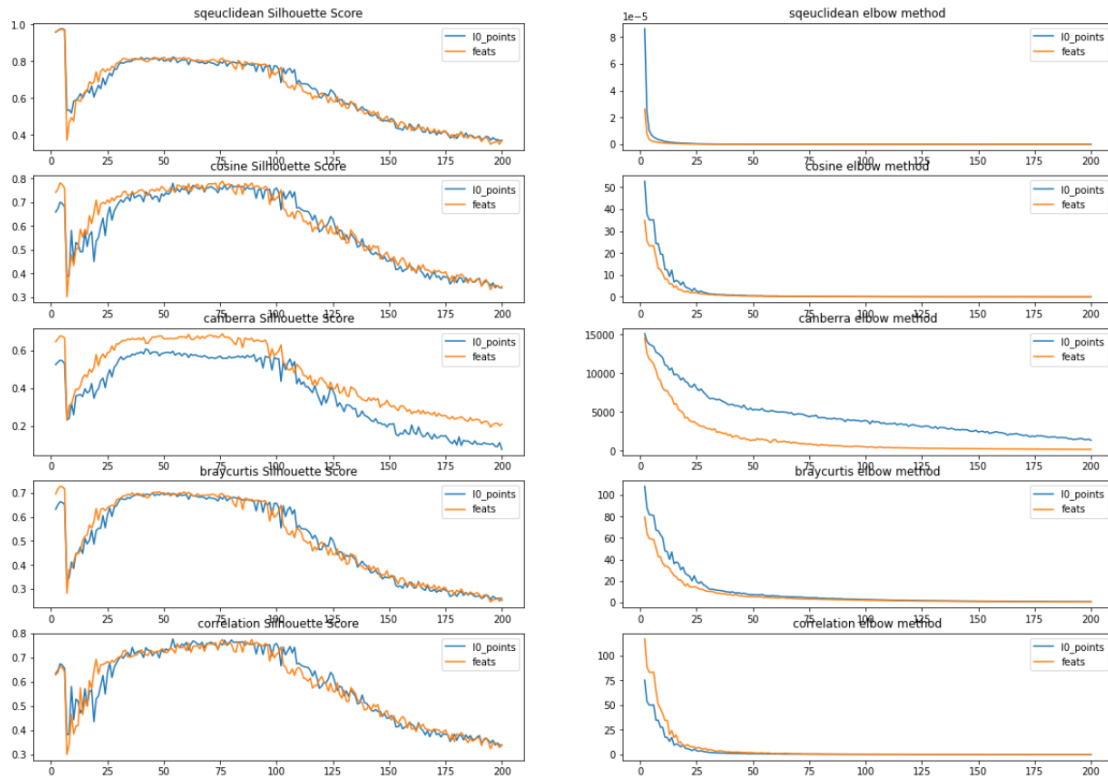 sqeuclidean Silhouette Score
1.0
0.8
0.6
0.4
l0_points
feats
0 25 50 75 100 125 150 175 200
sqeuclidean elbow method
1e−5
8
6
4
2
0
l0_points
feats
0 25 50 75 100 125 150 175 200
cosine Silhouette Score
0.8
0.7
0.6
0.5
0.4
0.3
l0_points
feats
0 25 50 75 100 125 150 175 200
cosine elbow method
50
40
30
20
10
0
l0_points
feats
0 25 50 75 100 125 150 175 200
canberra Silhouette Score
0.6
0.4
0.2
l0_points
feats
0 25 50 75 100 125 150 175 200
canberra elbow method
15000
10000
5000
0
l0_points
feats
0 25 50 75 100 125 150 175 200
braycurtis Silhouette Score
0.7
0.6
0.5
0.4
0.3
l0_points
feats
0 25 50 75 100 125 150 175 200
braycurtis elbow method
100
80
60
40
20
0
l0_points
feats
0 25 50 75 100 125 150 175 200
correlation Silhouette Score
0.8
0.7
0.6
0.5
0.4
0.3
l0_points
feats
0 25 50 75 100 125 150 175 200
correlation elbow method
100
75
50
25
0
l0_points
feats
0 25 50 75 100 125 150 175 200